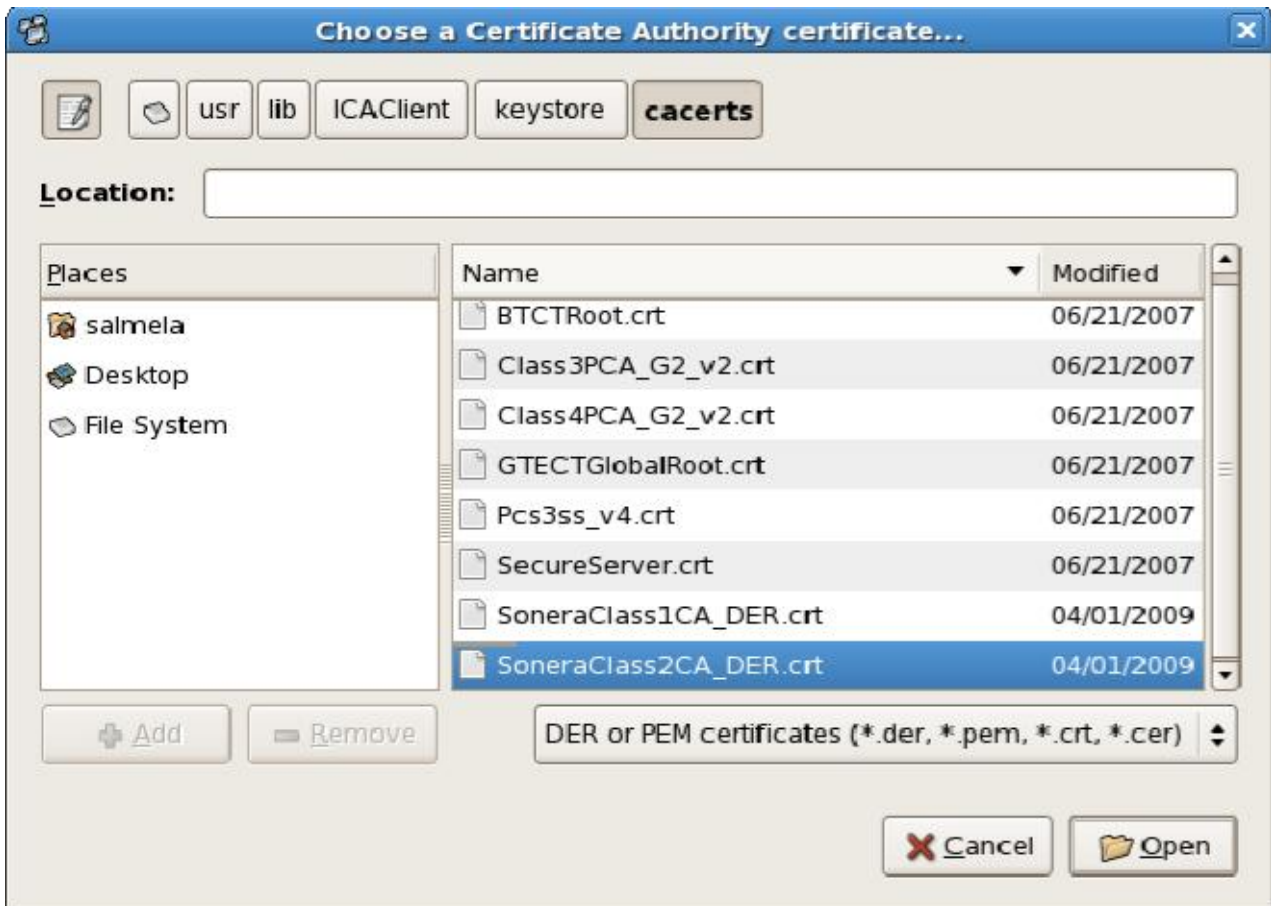 Choose a Certificate Authority certificate...
usr lib ICAClient keystore cacerts
Location:
Places
salmela
Desktop
File System
Name Modified
BTCTRoot.crt 06/21/2007
Class3PCA_G2_v2.crt 06/21/2007
Class4PCA_G2_v2.crt 06/21/2007
GTECTGlobalRoot.crt 06/21/2007
Pcs3ss_v4.crt 06/21/2007
SecureServer.crt 06/21/2007
SoneraClass1CA_DER.crt 04/01/2009
SoneraClass2CA_DER.crt 04/01/2009
Add Remove DER or PEM certificates (*.der, *.pem, *.crt, *.cer)
Cancel Open